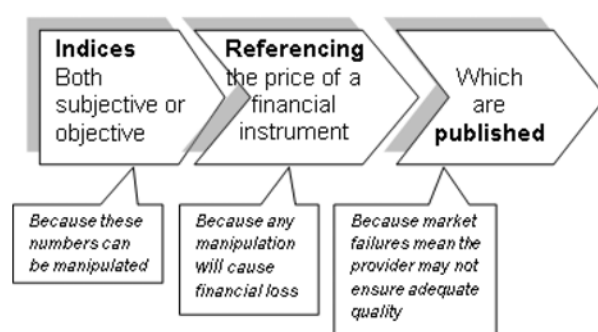 Indices
Both
subjective or
objective
Referencing
the price of a
financial
instrument
Which
are
published
Because these
numbers can
be manipulated
Because any
manipulation
will cause
financial loss
Because market
failures mean the
provider may not
ensure adequate
quality